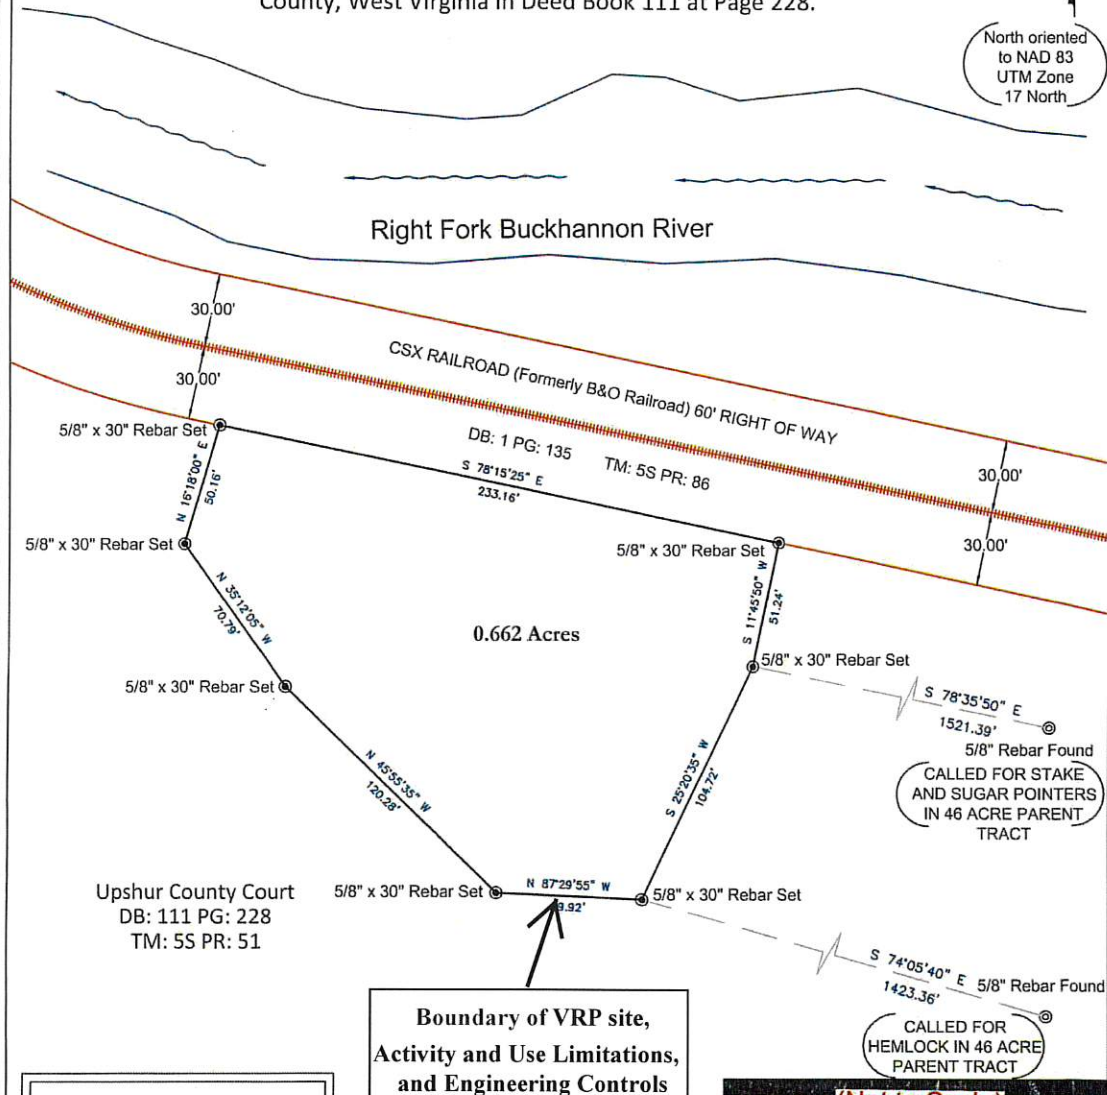 County, West Virginia in Deed Book 111 at Page 228.
North oriented
to NAD 83
UTM Zone
17 North
Right Fork Buckhannon River
30.00'
30.00'
CSX RAILROAD (Formerly B&O Railroad) 60' RIGHT OF WAY
DB: 1 PG: 135 TM: 5S PR: 86
30.00'
30.00'
5/8" x 30" Rebar Set
S 78°15'25" E
233.16'
N 16°18'00" E
50.16'
5/8" x 30" Rebar Set
5/8" x 30" Rebar Set
N 35°12'05" W
70.79'
S 11°45'50" W
51.24'
0.662 Acres
5/8" x 30" Rebar Set
5/8" x 30" Rebar Set
S 78°35'50" E
1521.39'
5/8" Rebar Found
CALLED FOR STAKE
AND SUGAR POINTERS
IN 46 ACRE PARENT
TRACT
N 45°55'35" W
120.28'
S 25°20'35" W
104.72'
Upshur County Court
DB: 111 PG: 228
TM: 5S PR: 51
5/8" x 30" Rebar Set
N 87°29'55" W
9.92'
5/8" x 30" Rebar Set
S 74°05'40" E
1423.36'
5/8" Rebar Found
CALLED FOR
HEMLOCK IN 46 ACRE
PARENT TRACT
Boundary of VRP site,
Activity and Use Limitations,
and Engineering Controls